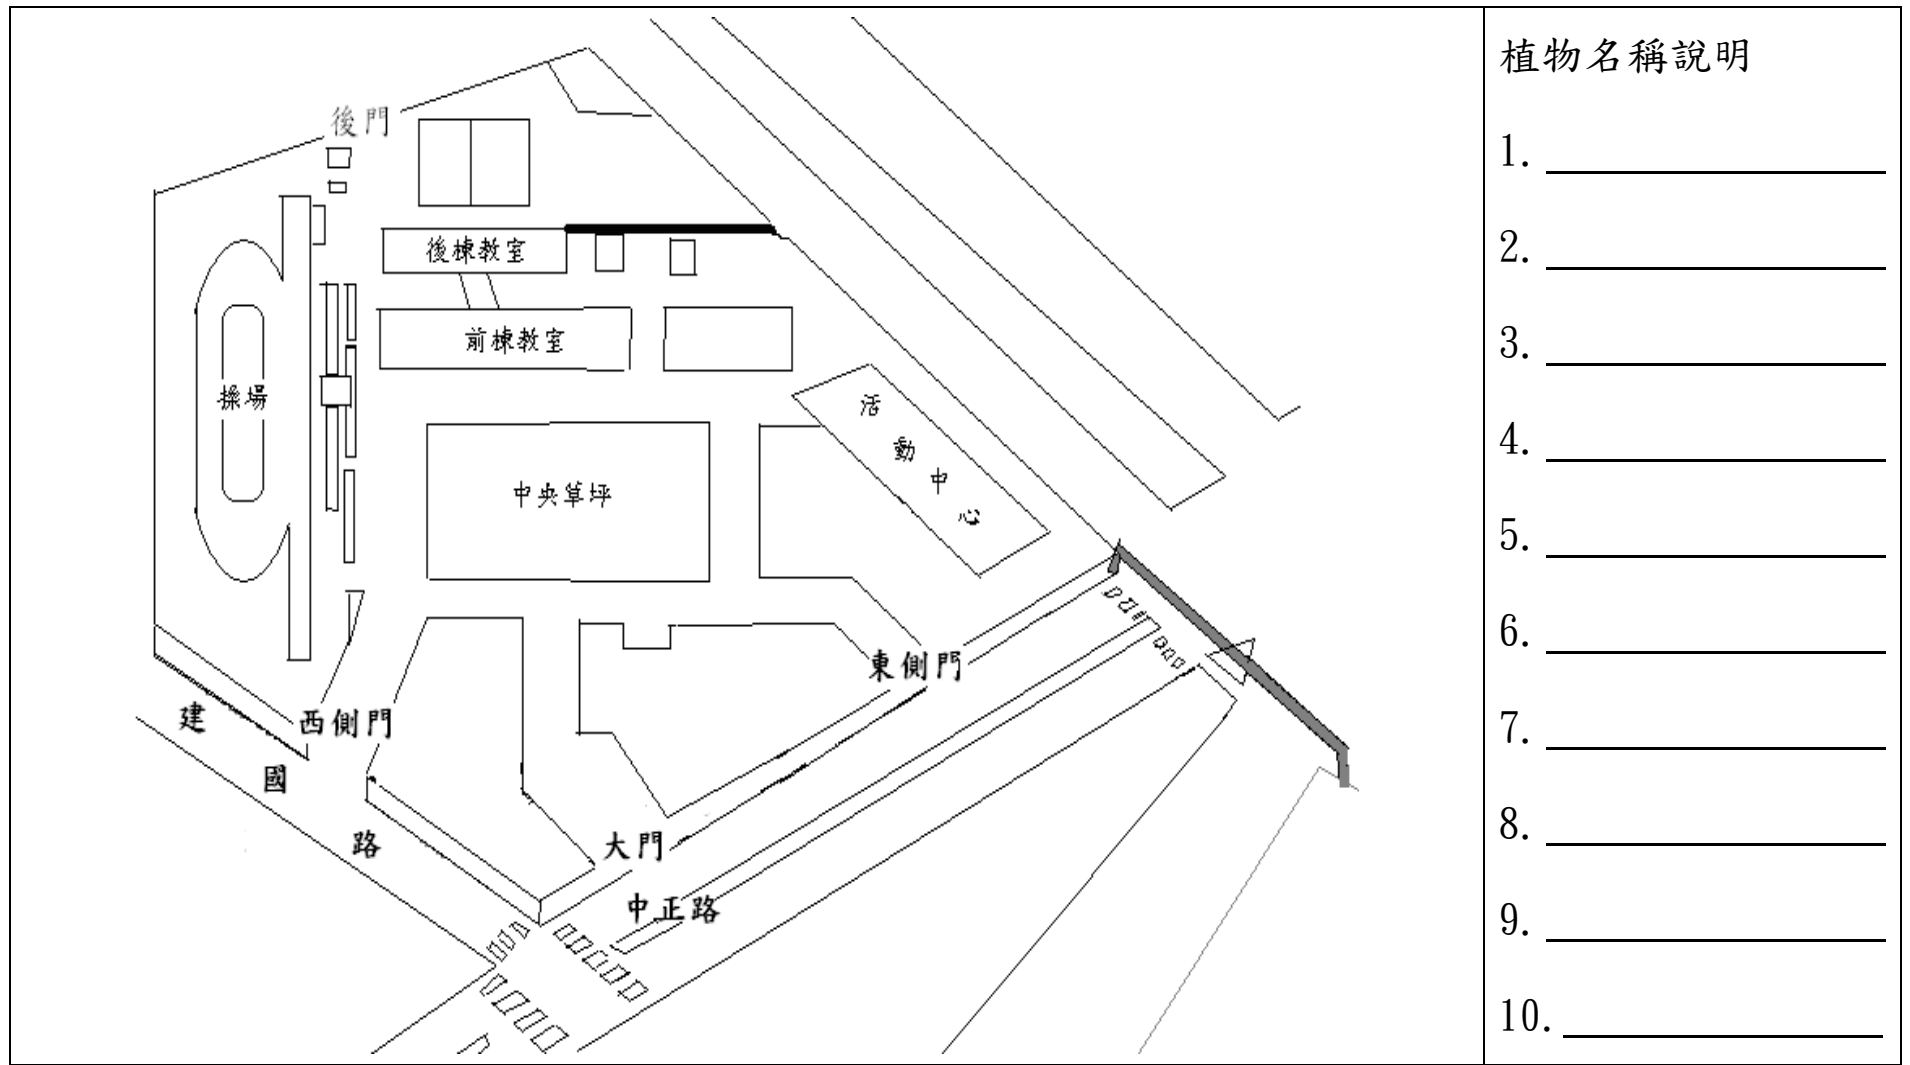 後門
後棟教室
前棟教室
操場
活動中心
中央草坪
東側門
西側門
建國路
大門
中正路
植物名稱說明
1.
2.
3.
4.
5.
6.
7.
8.
9.
10.